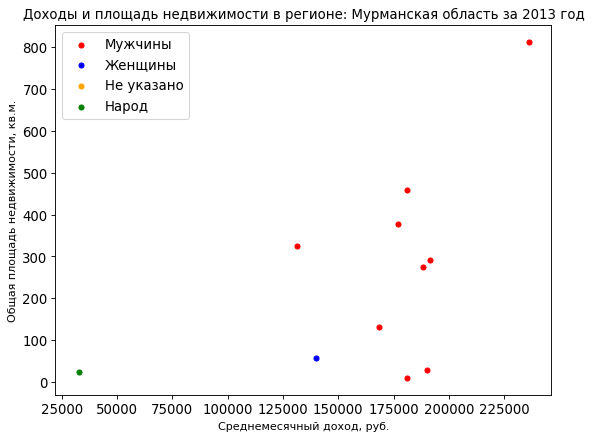 Доходы и площадь недвижимости в регионе: Мурманская область за 2013 год
Мужчины
Женщины
Не указано
Народ
Общая площадь недвижимости, кв.м.
800
700
600
500
400
300
200
100
0
25000 50000 75000 100000 125000 150000 175000 200000 225000
Среднемесячный доход, руб.